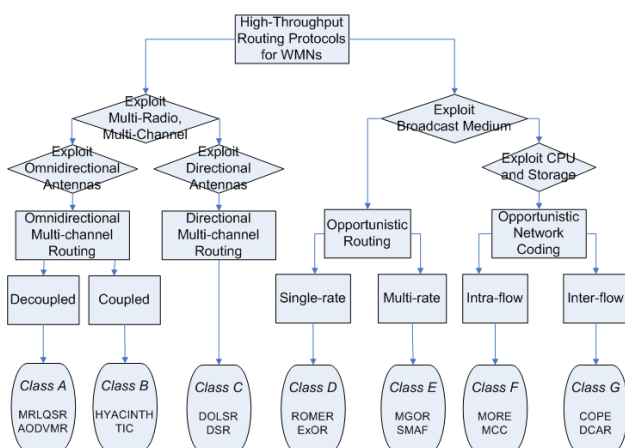 High-Throughput
Routing Protocols
for WMNs
Exploit
Multi-Radio,
Multi-Channel
Exploit
Broadcast Medium
Exploit
Omnidirectional
Antennas
Exploit
Directional
Antennas
Exploit CPU
and Storage
Omnidirectional
Multi-channel
Routing
Directional
Multi-channel
Routing
Opportunistic
Routing
Opportunistic
Network
Coding
Decoupled
Coupled
Single-rate
Multi-rate
Intra-flow
Inter-flow
Class A
MRLQSR
AODVMR
Class B
HYACINTH
TIC
Class C
DOLSR
DSR
Class D
ROMER
ExOR
Class E
MGOR
SMAF
Class F
MORE
MCC
Class G
COPE
DCAR